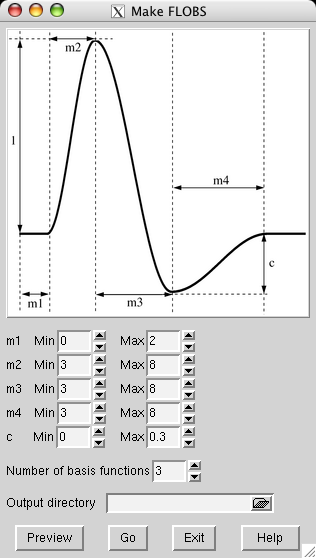 X Make FLOBS
m2
1
m4
c
m1
m3
m1 Min 0 Max 2
m2 Min 3 Max 8
m3 Min 3 Max 8
m4 Min 3 Max 8
c Min 0 Max 0.3
Number of basis functions 3
Output directory
Preview Go Exit Help